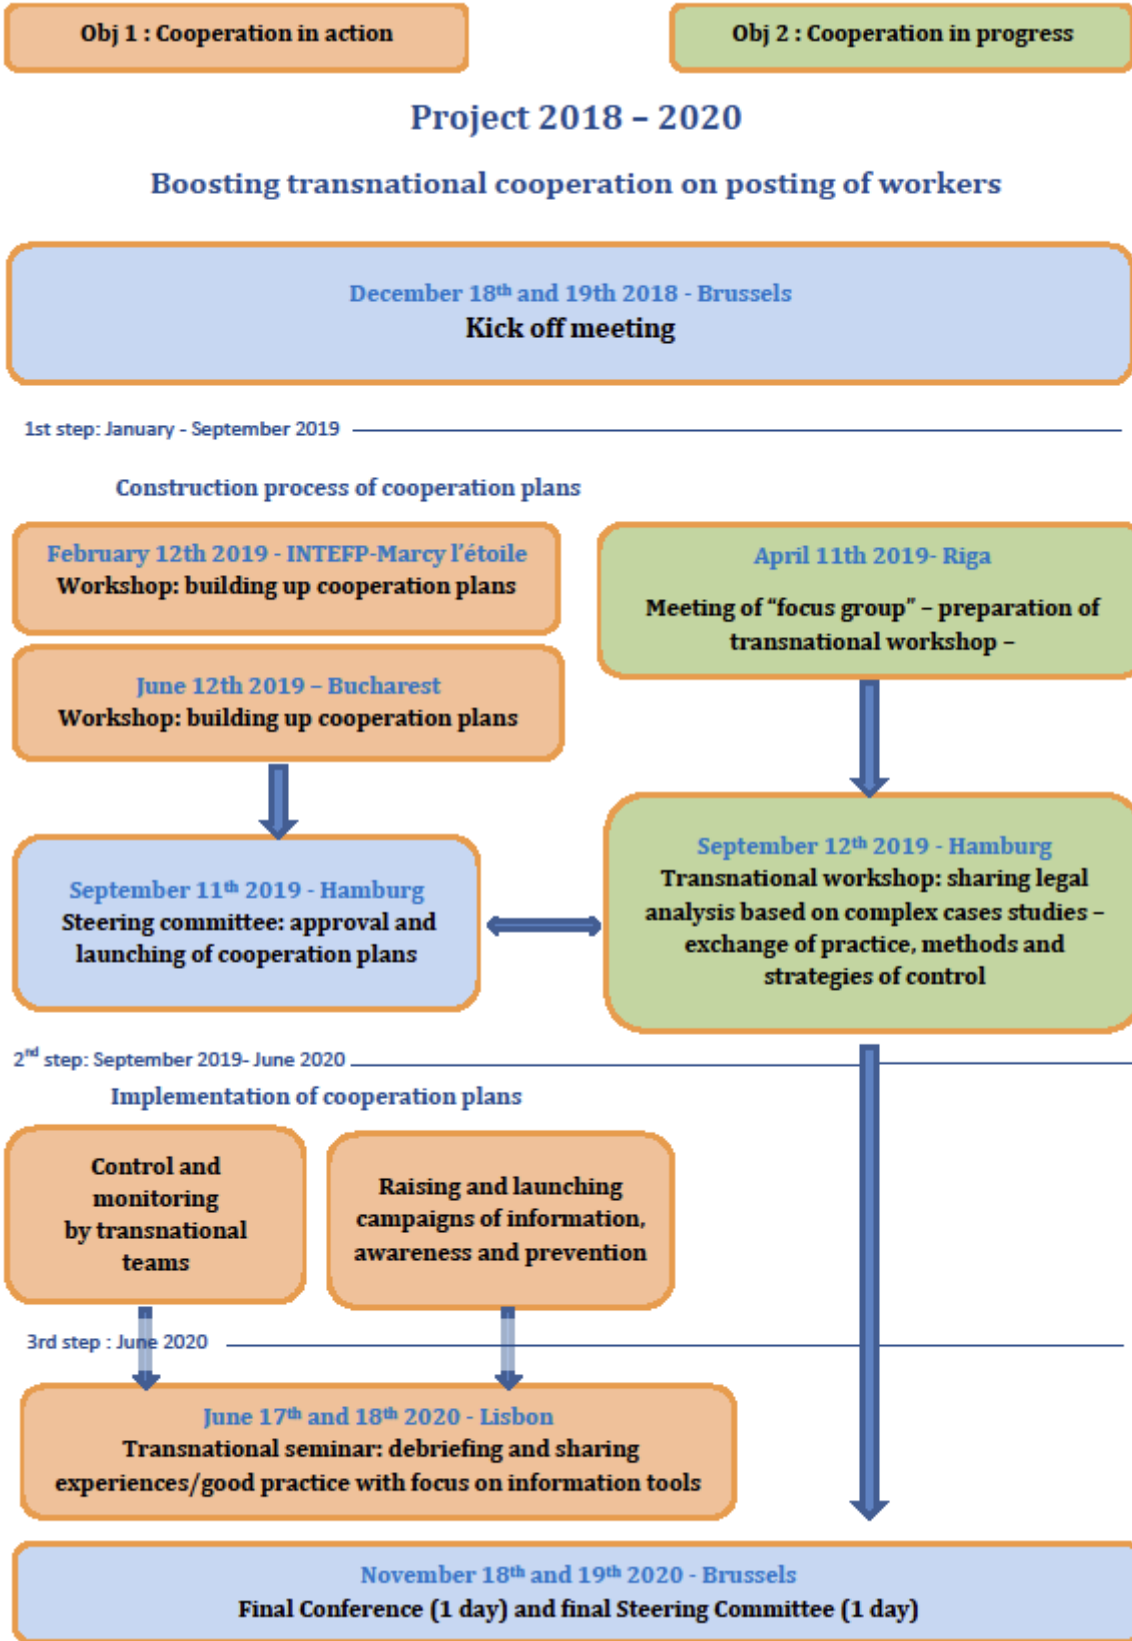 Obj 1 : Cooperation in action
Obj 2 : Cooperation in progress
Project 2018 – 2020
Boosting transnational cooperation on posting of workers
December 18th and 19th 2018 - Brussels
Kick off meeting
1st step: January - September 2019
Construction process of cooperation plans
February 12th 2019 - INTEFP-Marcy l’étoile
Workshop: building up cooperation plans
April 11th 2019- Riga
Meeting of “focus group” – preparation of
transnational workshop –
June 12th 2019 – Bucharest
Workshop: building up cooperation plans
September 11th 2019 - Hamburg
Steering committee: approval and
launching of cooperation plans
September 12th 2019 - Hamburg
Transnational workshop: sharing legal
analysis based on complex cases studies –
exchange of practice, methods and
strategies of control
2nd step: September 2019- June 2020
Implementation of cooperation plans
Control and
monitoring
by transnational
teams
Raising and launching
campaigns of information,
awareness and prevention
3rd step : June 2020
June 17th and 18th 2020 - Lisbon
Transnational seminar: debriefing and sharing
experiences/good practice with focus on information tools
November 18th and 19th 2020 - Brussels
Final Conference (1 day) and final Steering Committee (1 day)